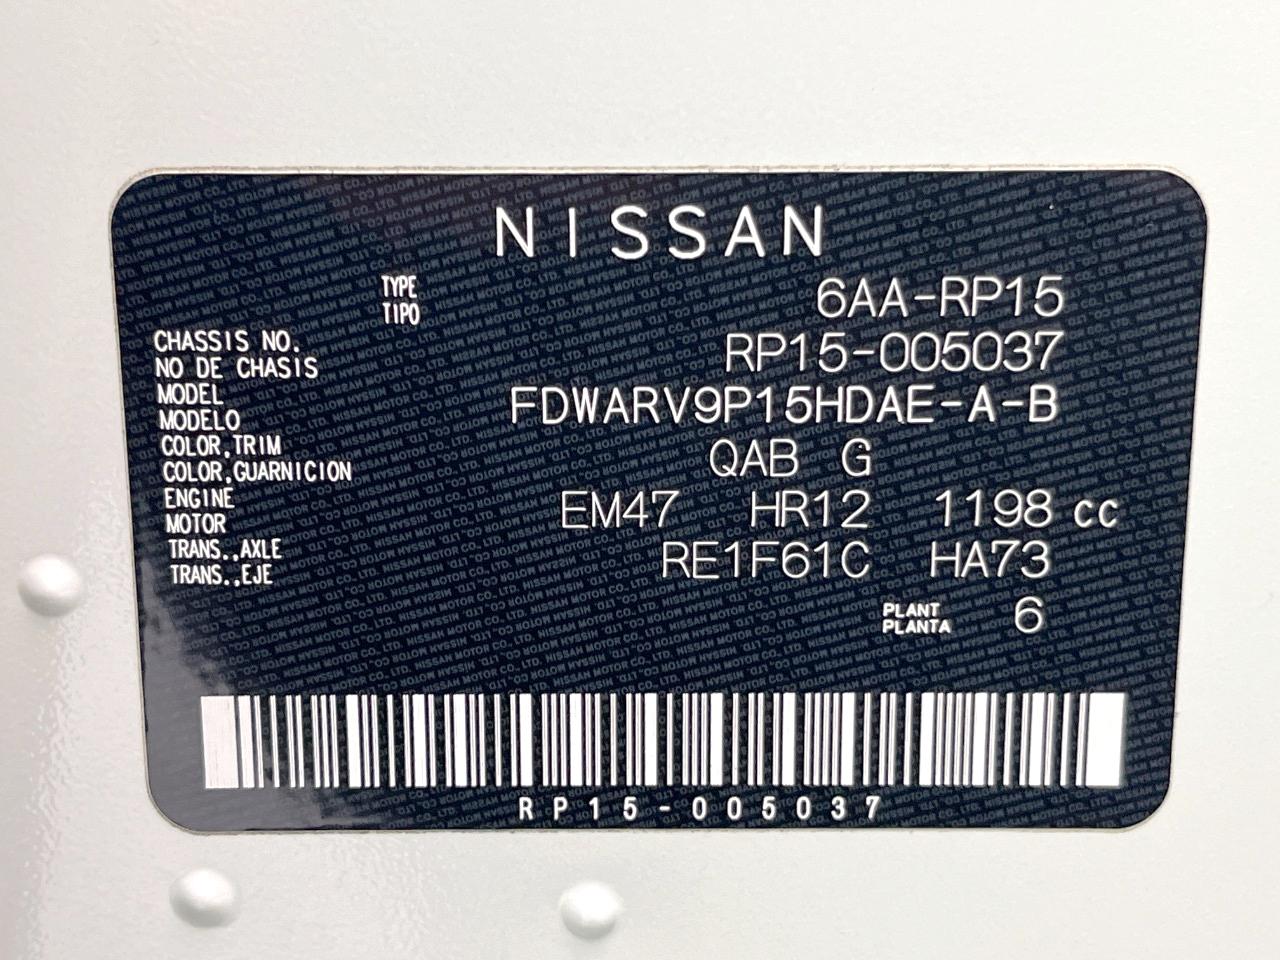 NISSAN
TYPE
TIPO
6AA-RP15
CHASSIS NO.
NO DE CHASIS
RP15-005037
MODEL
MODELO
FDWARV9P15HDAE-A-B
COLOR,TRIM
COLOR,GUARNICION
QAB G
ENGINE
MOTOR
EM47 HR12 1198 cc
TRANS.,AXLE
TRANS.,EJE
RE1F61C HA73
PLANT
PLANTA
6
RP15-005037